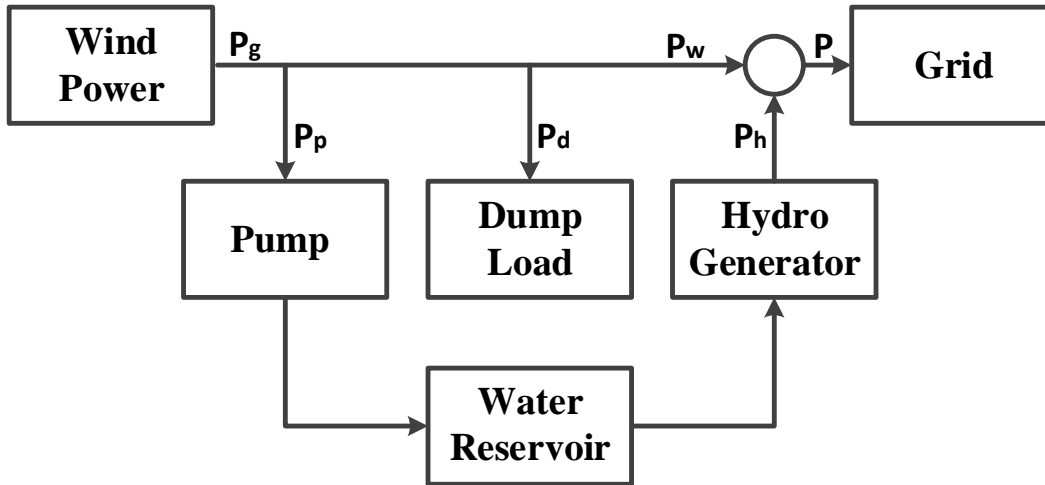 Wind
Power
Pg
Pw
P
Grid
Pp
Pd
Ph
Pump
Dump
Load
Hydro
Generator
Water
Reservoir